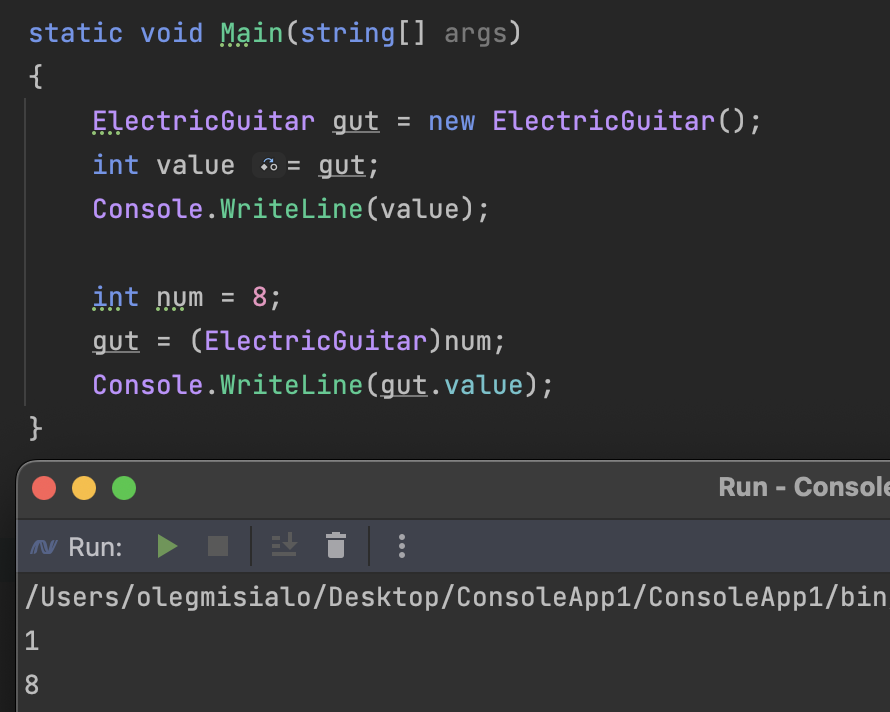 static void Main(string[] args)
{
    ElectricGuitar gut = new ElectricGuitar();
    int value = gut;
    Console.WriteLine(value);

    int num = 8;
    gut = (ElectricGuitar)num;
    Console.WriteLine(gut.value);
}
Run - Console
Run:
/Users/olegmisialo/Desktop/ConsoleApp1/ConsoleApp1/bin
1
8